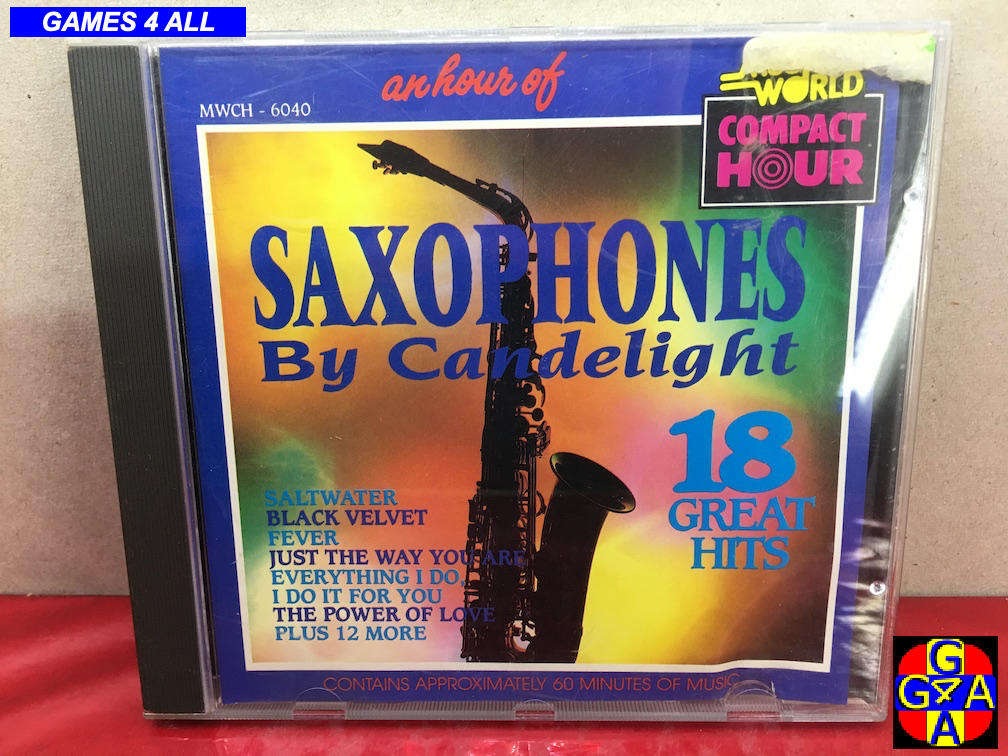 GAMES 4 ALL
an hour of
MWCH - 6040
WORLD
COMPACT
HOUR
SAXOPHONES
By Candelight
18
GREAT
HITS
SALTWATER
BLACK VELVET
FEVER
JUST THE WAY YOU ARE
EVERYTHING I DO,
I DO IT FOR YOU
THE POWER OF LOVE
PLUS 12 MORE
CONTAINS APPROXIMATELY 60 MINUTES OF MUSIC
G
G4A
A